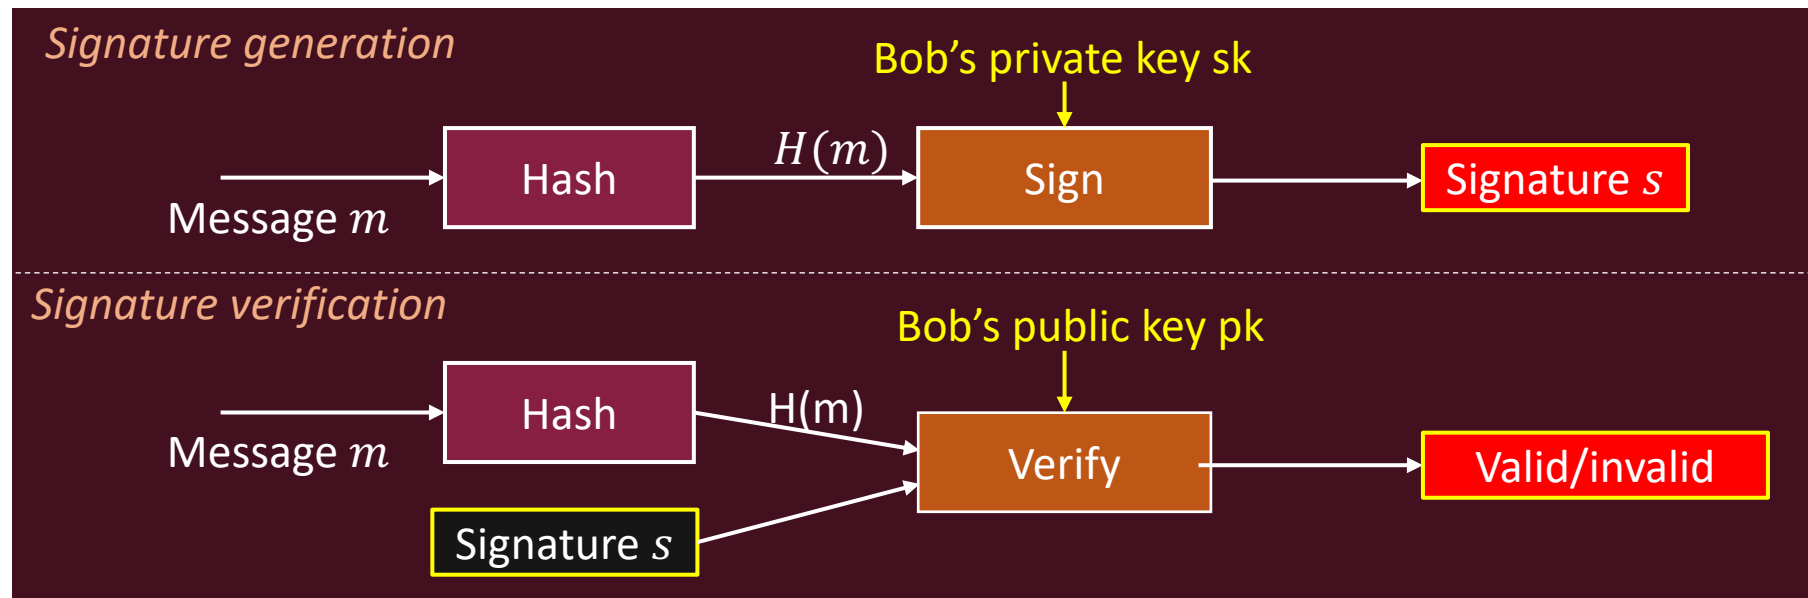 Signature generation
Bob’s private key sk
Message m
Hash
H(m)
Sign
Signature s
Signature verification
Bob’s public key pk
Message m
Hash
H(m)
Signature s
Verify
Valid/invalid